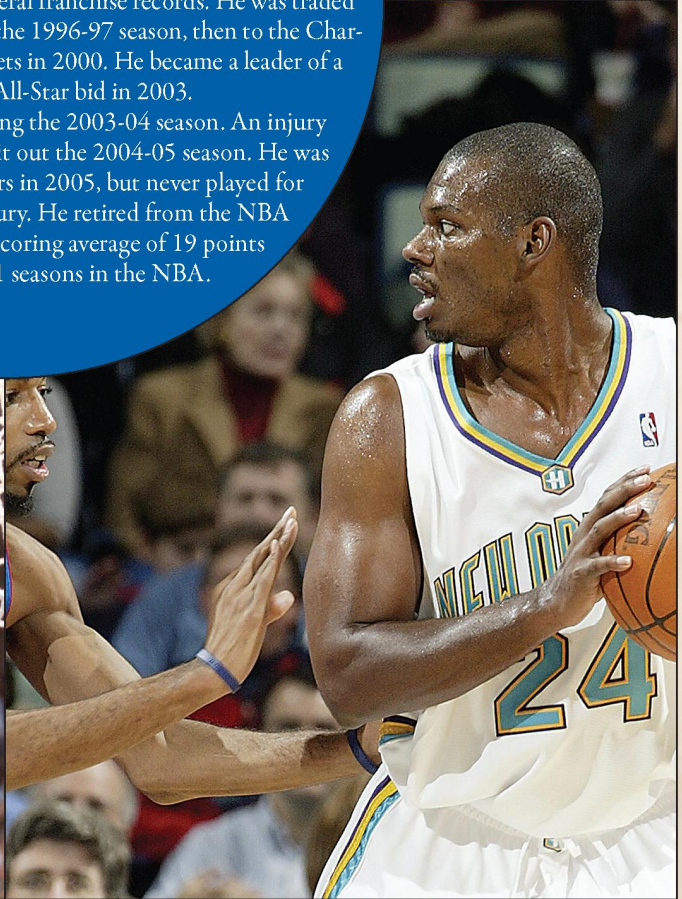 eral franchise records. He was traded
the 1996-97 season, then to the Char-
ets in 2000. He became a leader of a
All-Star bid in 2003.
ng the 2003-04 season. An injury
it out the 2004-05 season. He was
rs in 2005, but never played for
ury. He retired from the NBA
coring average of 19 points
1 seasons in the NBA.
H
NBA
NEW OR
24